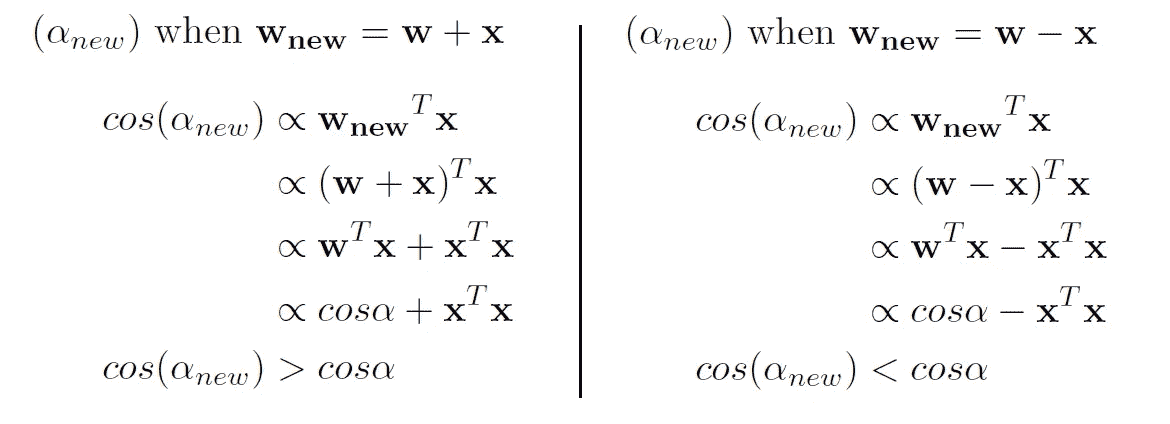 (α_new) when w_new = w + x
cos(α_new) ∝ w_new^T x
∝ (w + x)^T x
∝ w^T x + x^T x
∝ cosα + x^T x
cos(α_new) > cosα
(α_new) when w_new = w − x
cos(α_new) ∝ w_new^T x
∝ (w − x)^T x
∝ w^T x − x^T x
∝ cosα − x^T x
cos(α_new) < cosα